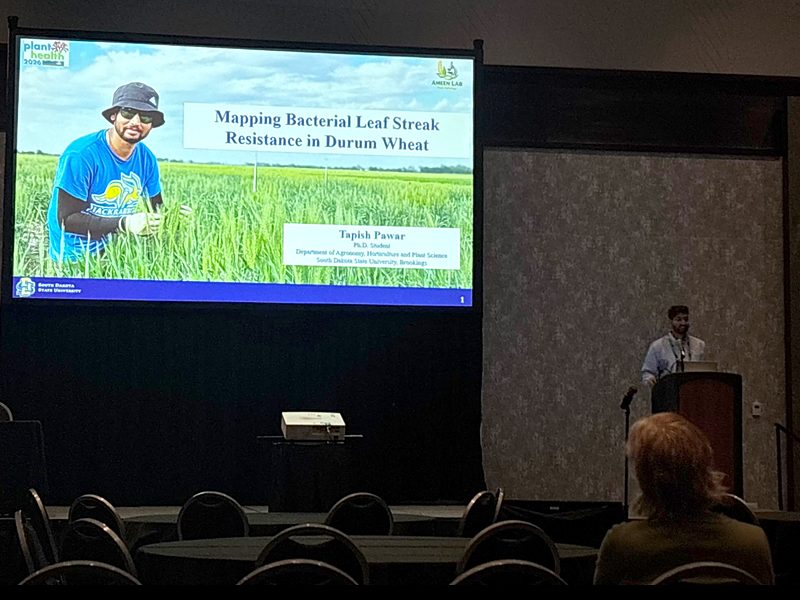 plant
health
2026
AMEEN LAB
Mapping Bacterial Leaf Streak
Resistance in Durum Wheat
JACKRABBITS
Tapish Pawar
Ph.D. Student
Department of Agronomy, Horticulture and Plant Science
South Dakota State University, Brookings
SOUTH DAKOTA
STATE UNIVERSITY
1